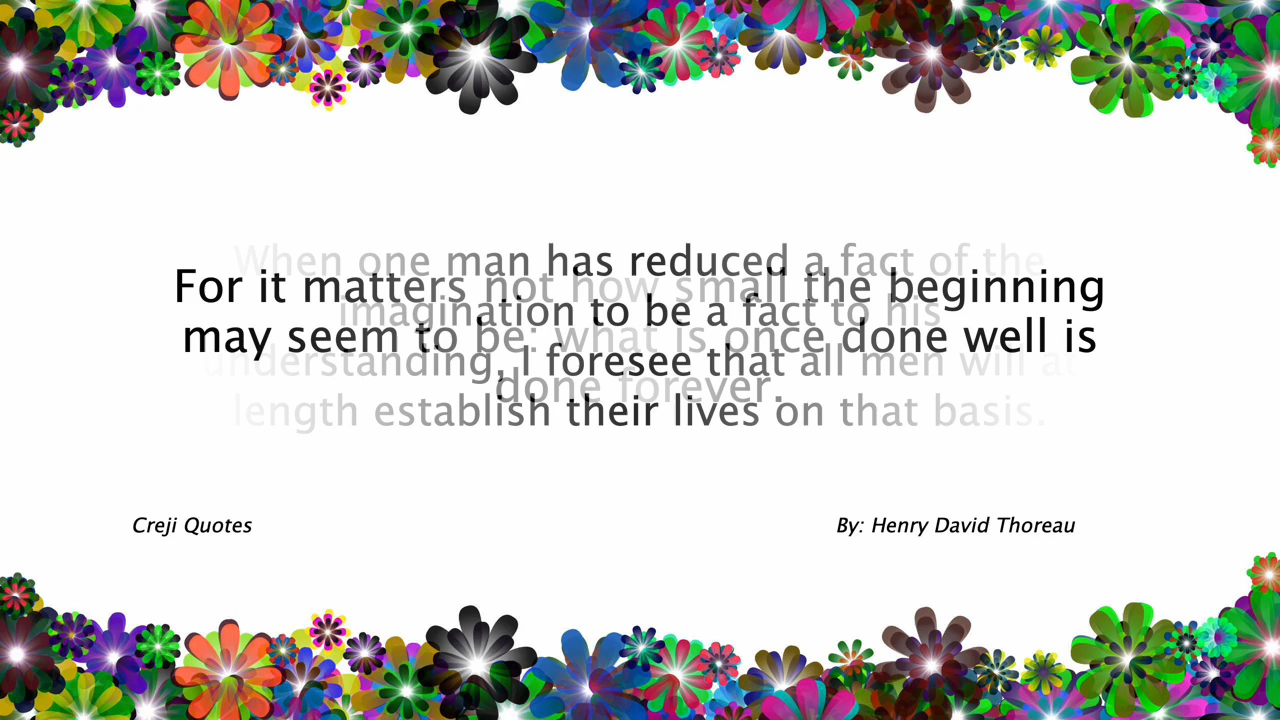 When one man has reduced a fact of the
For it matters not how small the beginning
imagination to be a fact to his
may seem to be: what is once done well is
understanding, I foresee that all men will at
done forever.
length establish their lives on that basis.
Creji Quotes
By: Henry David Thoreau